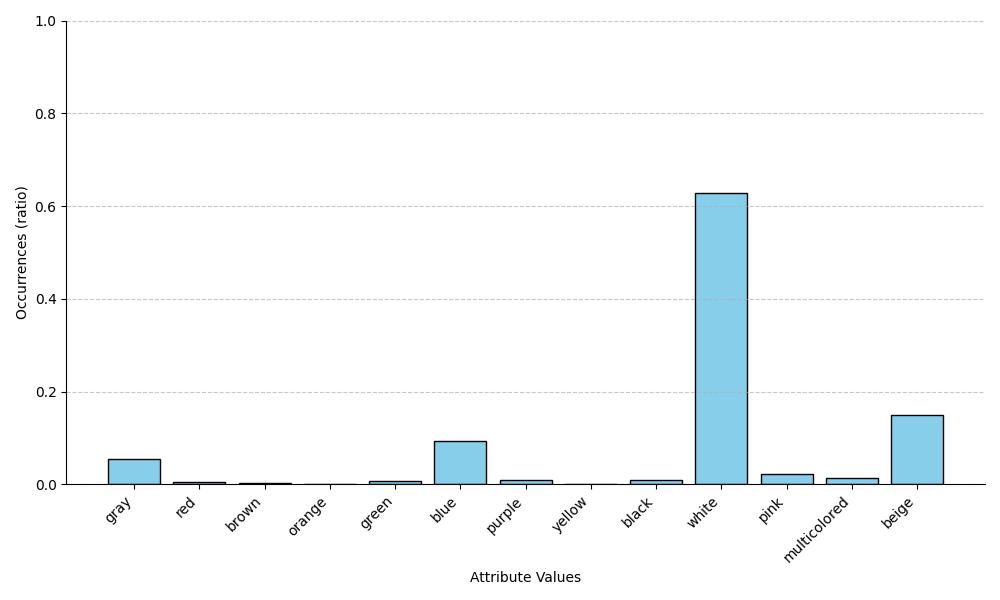 1.0
0.8
0.6
0.4
0.2
0.0
Occurrences (ratio)
gray
red
brown
orange
green
blue
purple
yellow
black
white
pink
multicolored
beige
Attribute Values